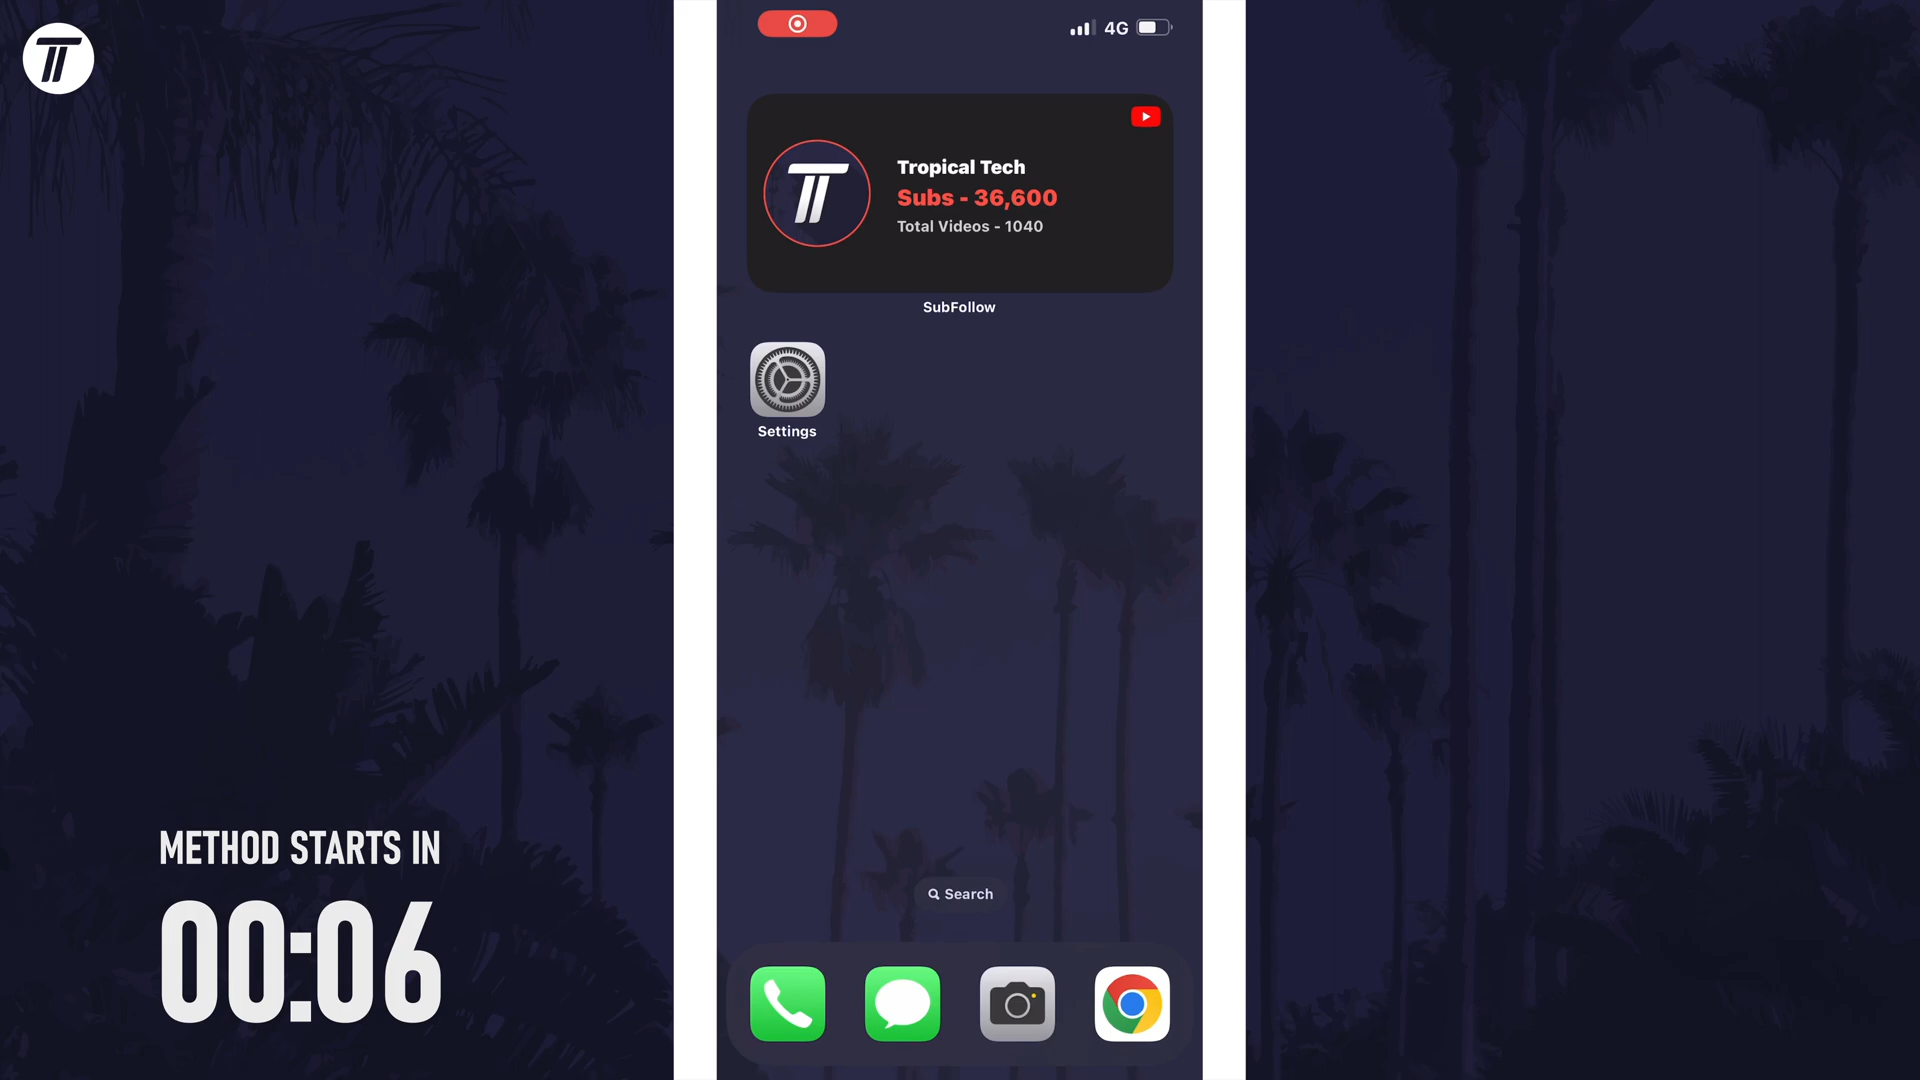 4G
Tropical Tech
Subs - 36,600
Total Videos - 1040
SubFollow
Settings
Search
METHOD STARTS IN
00:06